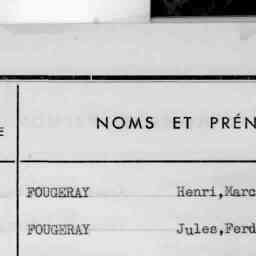 E
NOMS ET PRÉN
FOUGERAY Henri,Marc
FOUGERAY Jules,Ferd